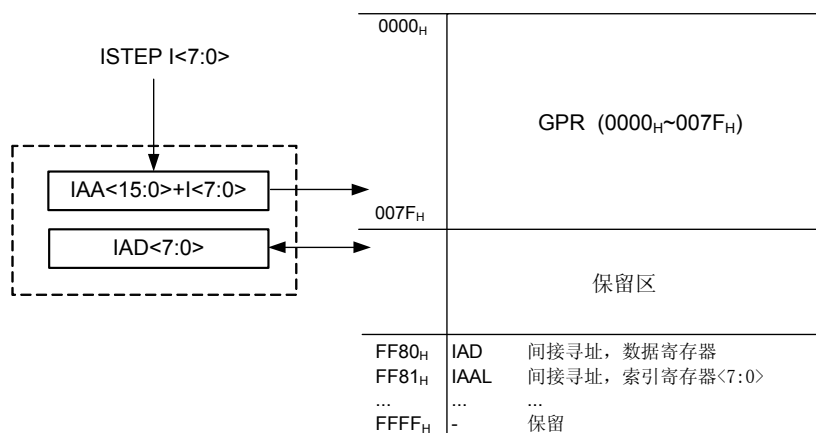 ISTEP I<7:0>
IAA<15:0>+I<7:0>
IAD<7:0>
0000H
GPR (0000H~007FH)
007FH
保留区
FF80H IAD 间接寻址，数据寄存器
FF81H IAAL 间接寻址，索引寄存器<7:0>
... ... ...
FFFFH - 保留